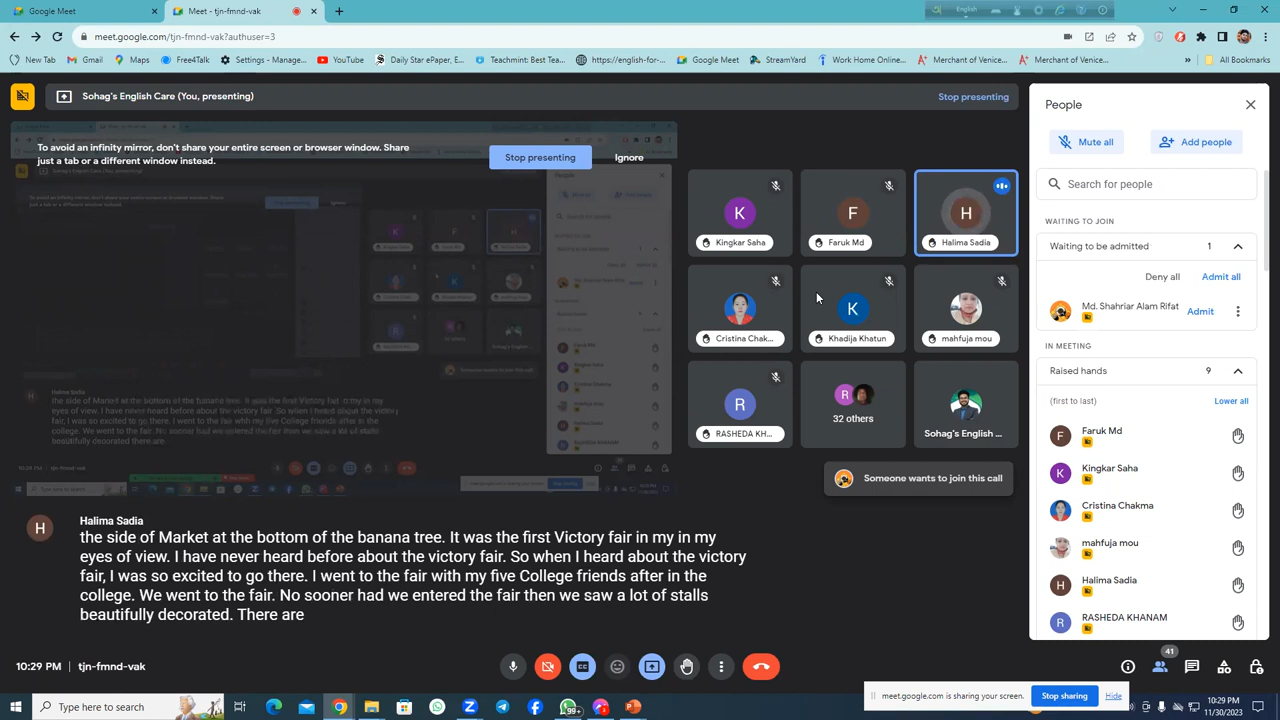 Google Meet
Meet - tjn-fmnd-vak
English
meet.google.com/tjn-fmnd-vak?authuser=3
New Tab
Gmail
Maps
Free4Talk
Settings - Manage...
YouTube
Daily Star ePaper, E...
Teachmint: Best Tea...
https://english-for-...
Google Meet
StreamYard
Work Home Onlin...
Merchant of Venic...
Merchant of Venice...
»
All Bookmarks
Sohag's English Care (You, presenting)
Stop presenting
To avoid an infinity mirror, don't share your entire screen or browser window. Share
just a tab or a different window instead.
Stop presenting
Ignore
K
Kingkar Saha
F
Faruk Md
H
Halima Sadia
Cristina Chak...
K
Khadija Khatun
mahfuja mou
R
RASHEDA KH...
R
32 others
Sohag's English ...
Someone wants to join this call
H
Halima Sadia
the side of Market at the bottom of the banana tree. It was the first Victory fair in my in my
eyes of view. I have never heard before about the victory fair. So when I heard about the victory
fair, I was so excited to go there. I went to the fair with my five College friends after in the
college. We went to the fair. No sooner had we entered the fair then we saw a lot of stalls
beautifully decorated. There are
People
Mute all
Add people
Search for people
WAITING TO JOIN
Waiting to be admitted 1
Deny all Admit all
Md. Shahriar Alam Rifat
Admit
IN MEETING
Raised hands 9
(first to last) Lower all
F
Faruk Md
K
Kingkar Saha
Cristina Chakma
mahfuja mou
H
Halima Sadia
R
RASHEDA KHANAM
10:29 PM | tjn-fmnd-vak
CC
41
meet.google.com is sharing your screen.
Stop sharing
Hide
Type here to search
99+
10:29 PM
11/30/2023